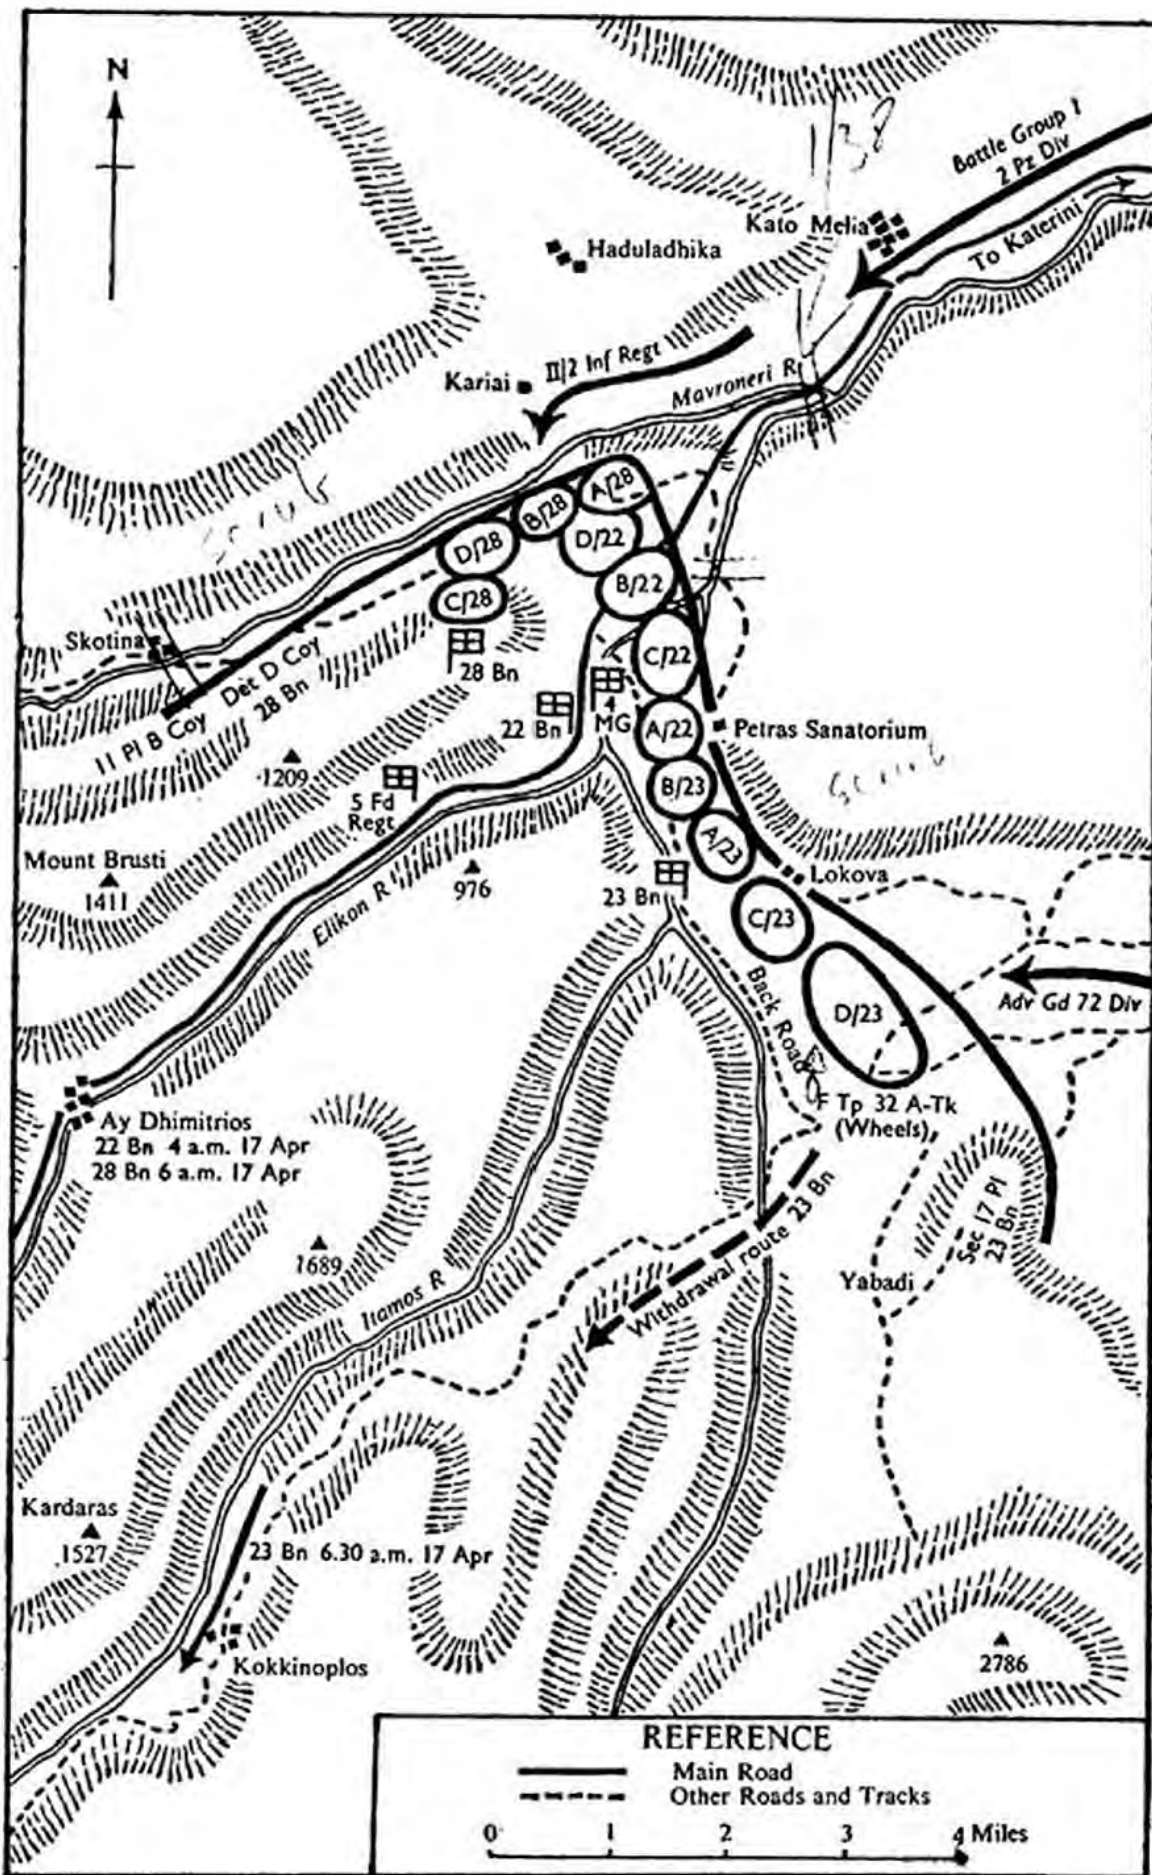 N
138
Battle Group 1
2 Pz Div
Kato Melia
To Katerini
Haduladhika
II/2 Inf Regt
Kariai
Mavroneri R
A/28
B/28
D/28
D/22
C/28
B/22
Skotina
28 Bn
C/22
Det D Coy
28 Bn
11 Pl B Coy
4
MG
22 Bn
A/22
Petras Sanatorium
scrub
scrub
1209
5 Fd
Regt
B/23
A/23
Mount Brusti
1411
Elikon R
976
23 Bn
Lokova
C/23
Back Road
D/23
Adv Gd 72 Div
Ay Dhimitrios
22 Bn 4 a.m. 17 Apr
28 Bn 6 a.m. 17 Apr
F Tp 32 A-Tk
(Wheels)
Sec 17 Pl
23 Bn
Withdrawal route 23 Bn
Yabadi
1689
Itamos R
Kardaras
1527
23 Bn 6.30 a.m. 17 Apr
Kokkinoplos
2786
REFERENCE
Main Road
Other Roads and Tracks
0 1 2 3 4 Miles